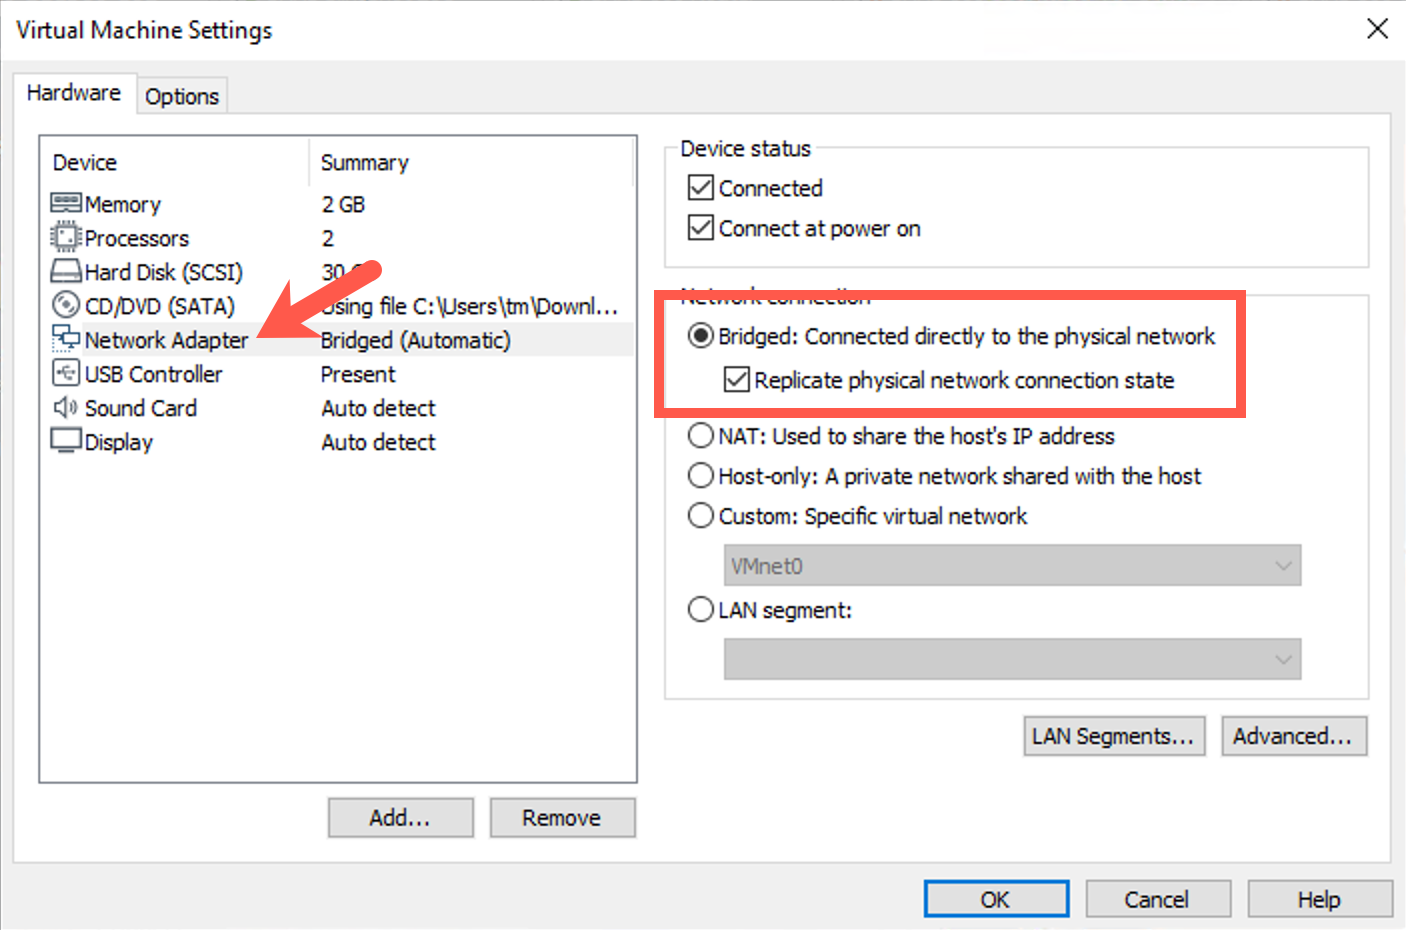 Virtual Machine Settings
Hardware
Options
Device Summary
Memory 2 GB
Processors 2
Hard Disk (SCSI) 30
CD/DVD (SATA) Using file C:\Users\tm\Downl...
Network Adapter Bridged (Automatic)
USB Controller Present
Sound Card Auto detect
Display Auto detect
Add...
Remove
Device status
Connected
Connect at power on
Network connection
Bridged: Connected directly to the physical network
Replicate physical network connection state
NAT: Used to share the host's IP address
Host-only: A private network shared with the host
Custom: Specific virtual network
VMnet0
LAN segment:
LAN Segments...
Advanced...
OK
Cancel
Help